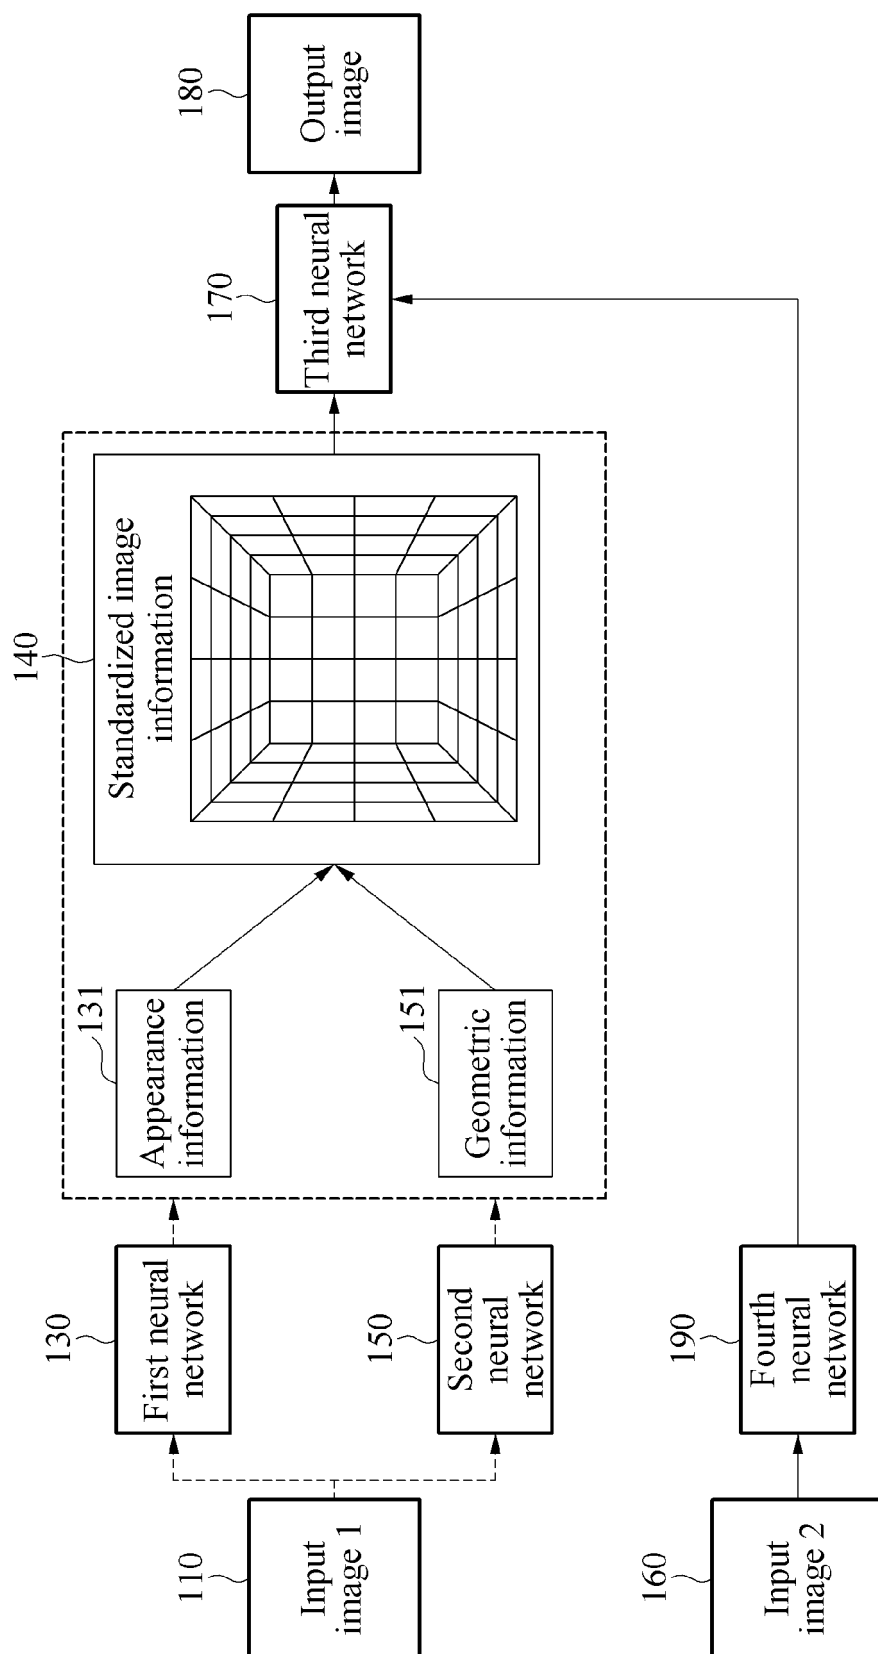 110
Input
image 1
130
First neural
network
150
Second
neural
network
131
Appearance
information
151
Geometric
information
140
Standardized image
information
170
Third neural
network
180
Output
image
160
Input
image 2
190
Fourth
neural
network